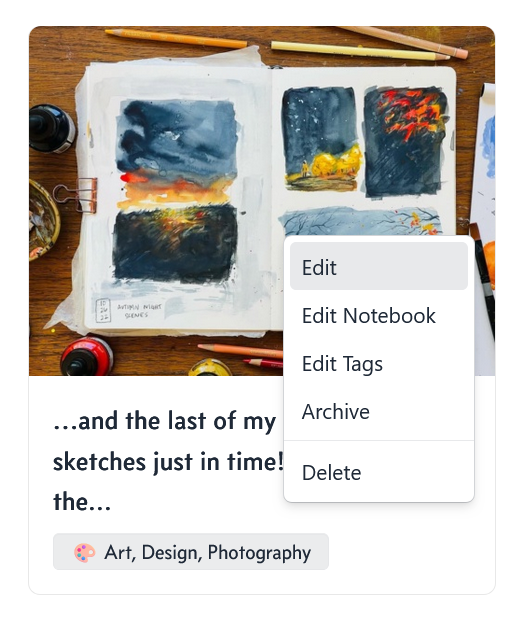 10
24
22
AUTUMN NIGHT
SCENES
Edit
Edit Notebook
Edit Tags
Archive
Delete
…and the last of my
sketches just in time!
the…
Art, Design, Photography